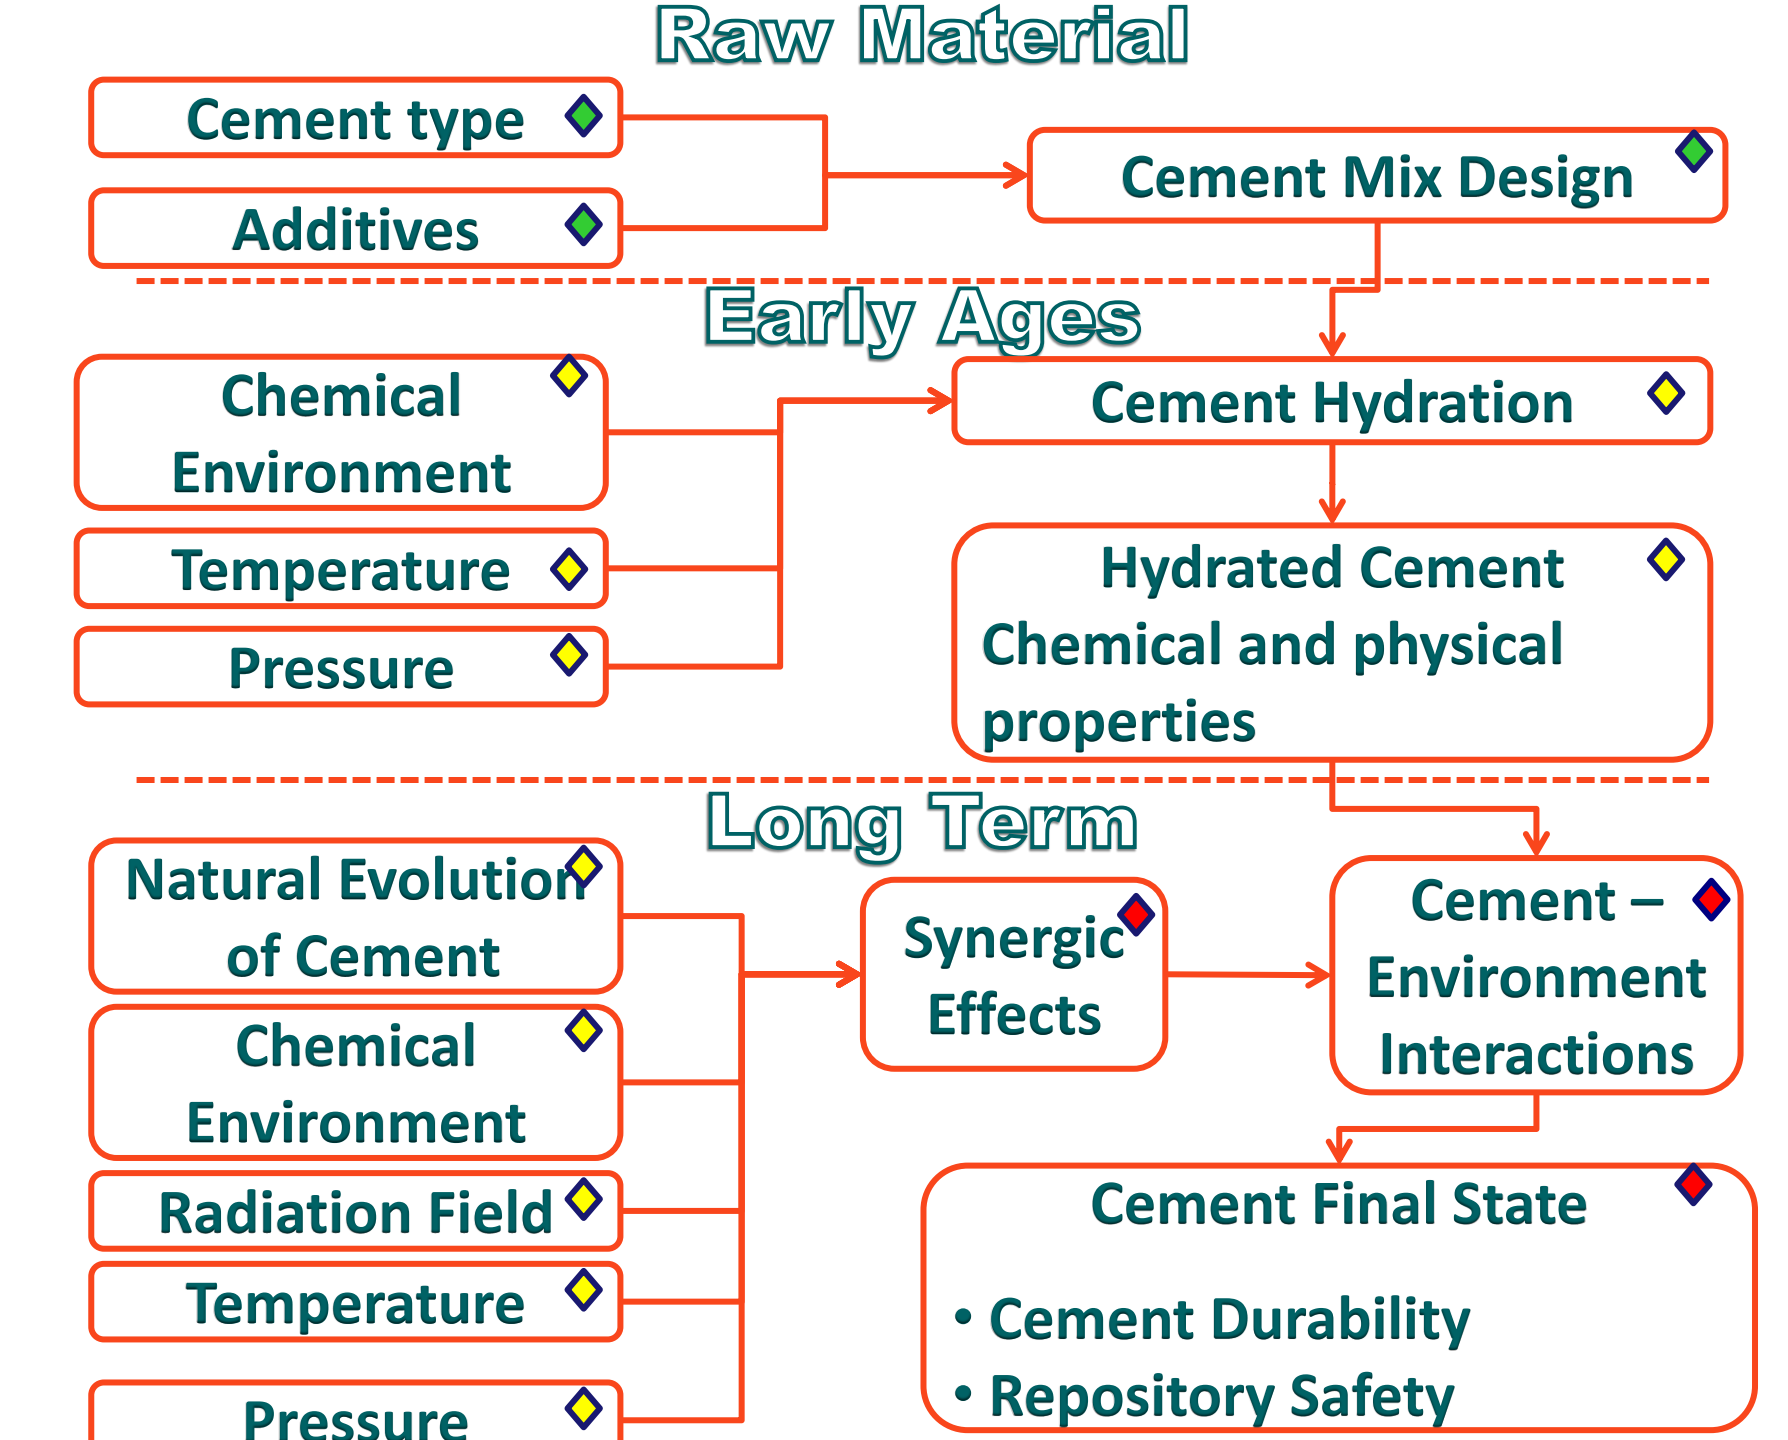 Raw Material
Cement type
Additives
Cement Mix Design
Early Ages
Chemical
Environment
Temperature
Pressure
Cement Hydration
Hydrated Cement
Chemical and physical
properties
Long Term
Natural Evolution
of Cement
Chemical
Environment
Radiation Field
Temperature
Pressure
Synergic
Effects
Cement –
Environment
Interactions
Cement Final State
• Cement Durability
• Repository Safety